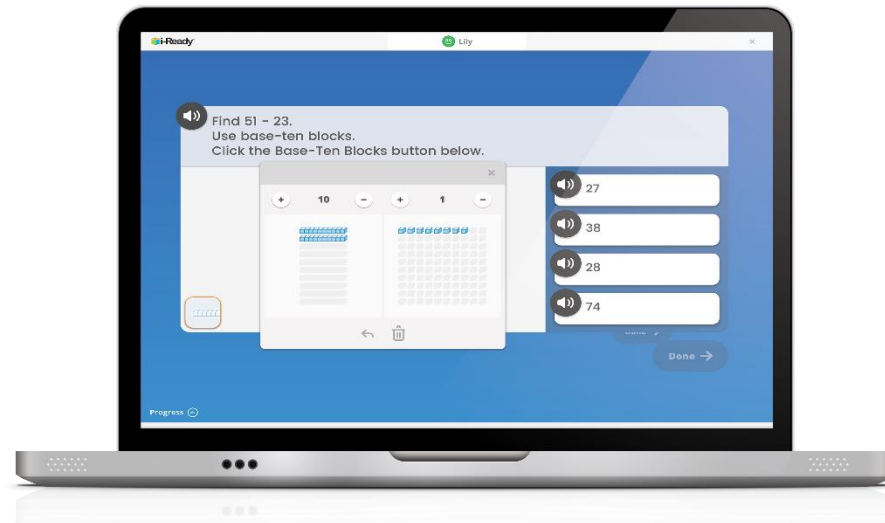 i-Ready
Lily
Find 51 - 23.
Use base-ten blocks.
Click the Base-Ten Blocks button below.
+ 10 - + 1 -
27
38
28
74
Done →
Progress